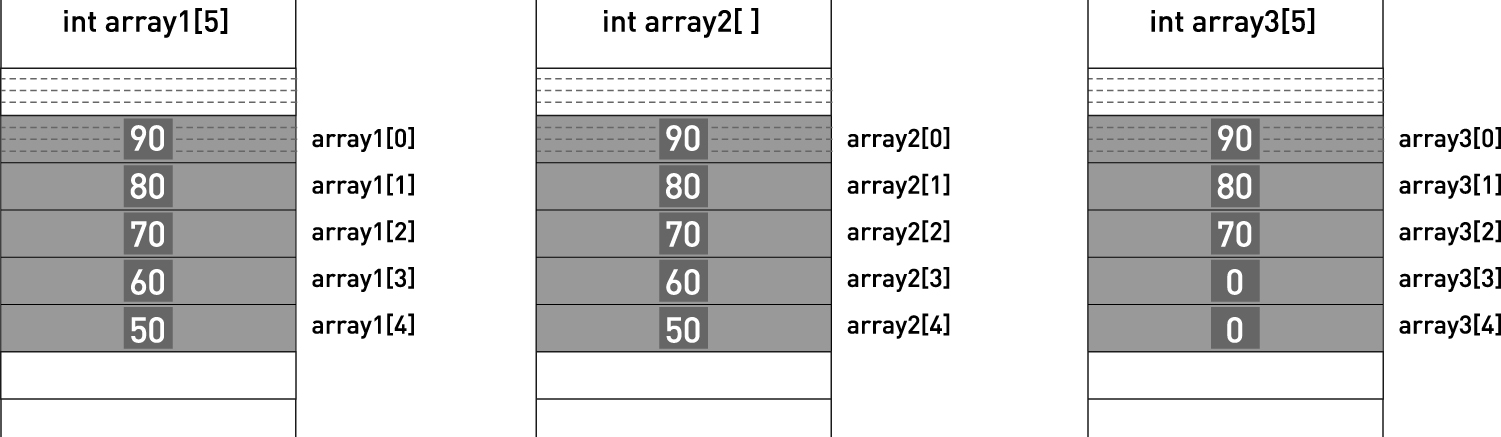 int array1[5]
int array2[ ]
int array3[5]
90 array1[0]
80 array1[1]
70 array1[2]
60 array1[3]
50 array1[4]
90 array2[0]
80 array2[1]
70 array2[2]
60 array2[3]
50 array2[4]
90 array3[0]
80 array3[1]
70 array3[2]
0 array3[3]
0 array3[4]